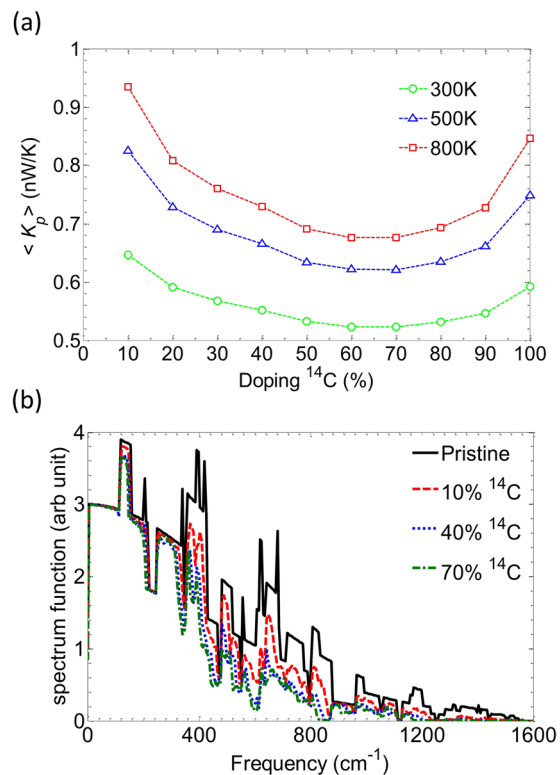 (a)
1
0.9
0.8
0.7
0.6
0.5
< Kp > (nW/K)
300K
500K
800K
0 10 20 30 40 50 60 70 80 90 100
Doping ¹⁴C (%)
(b)
4
3
2
1
0
spectrum function (arb unit)
Pristine
10% ¹⁴C
40% ¹⁴C
70% ¹⁴C
0 400 800 1200 1600
Frequency (cm⁻¹)